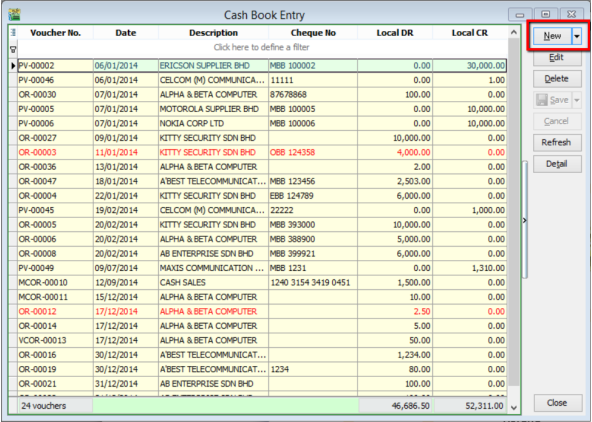 Cash Book Entry
Voucher No. Date Description Cheque No Local DR Local CR
Click here to define a filter
PV-00002 06/01/2014 ERICSON SUPPLIER BHD MBB 100002 0.00 30,000.00
PV-00046 06/01/2014 CELCOM (M) COMMUNICA... 11111 0.00 1.00
OR-00030 07/01/2014 ALPHA & BETA COMPUTER 87678868 100.00 0.00
PV-00005 07/01/2014 MOTOROLA SUPPLIER BHD MBB 100005 0.00 10,000.00
PV-00006 07/01/2014 NOKIA CORP LTD MBB 100006 0.00 10,000.00
OR-00027 09/01/2014 KITTY SECURITY SDN BHD 10,000.00 0.00
OR-00003 11/01/2014 KITTY SECURITY SDN BHD OBB 124358 4,000.00 0.00
OR-00036 13/01/2014 ALPHA & BETA COMPUTER 2.00 0.00
OR-00047 18/01/2014 A'BEST TELECOMMUNICAT... MBB 123456 2,503.00 0.00
OR-00004 22/01/2014 KITTY SECURITY SDN BHD EBB 124789 6,000.00 0.00
PV-00045 19/02/2014 CELCOM (M) COMMUNICA... 22222 0.00 1,000.00
OR-00005 20/02/2014 KITTY SECURITY SDN BHD MBB 393000 10,000.00 0.00
OR-00006 20/02/2014 ALPHA & BETA COMPUTER MBB 388900 5,000.00 0.00
OR-00008 20/02/2014 AB ENTERPRISE SDN BHD MBB 399921 6,000.00 0.00
PV-00049 09/07/2014 MAXIS COMMUNICATION ... MBB 1231 0.00 1,310.00
MCOR-00010 12/09/2014 CASH SALES 1240 3154 3419 0451 1,500.00 0.00
MCOR-00011 15/12/2014 ALPHA & BETA COMPUTER 10.00 0.00
OR-00012 17/12/2014 ALPHA & BETA COMPUTER 2.50 0.00
OR-00014 17/12/2014 ALPHA & BETA COMPUTER 5.00 0.00
VCOR-00013 17/12/2014 ALPHA & BETA COMPUTER 50.00 0.00
OR-00016 30/12/2014 A'BEST TELECOMMUNICAT... 1,234.00 0.00
OR-00019 30/12/2014 A'BEST TELECOMMUNICAT... 1234 80.00 0.00
OR-00021 31/12/2014 AB ENTERPRISE SDN BHD 100.00 0.00
24 vouchers 46,686.50 52,311.00
New
Edit
Delete
Save
Cancel
Refresh
Detail
Close